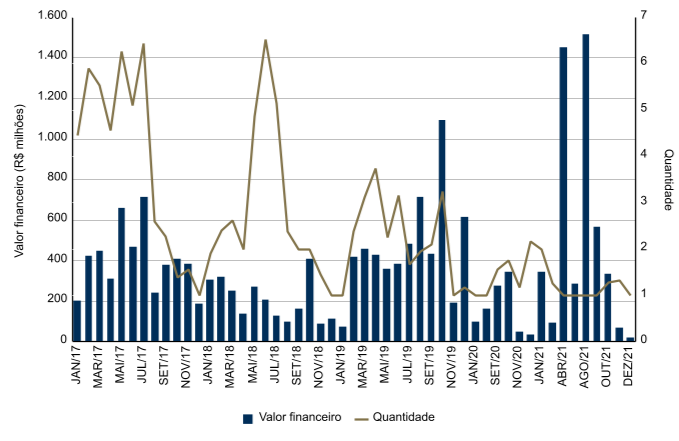 Valor financeiro (R$ milhões)
1.600
1.400
1.200
1.000
800
600
400
200
0
7
6
5
4
3
2
1
0
Quantidade
JAN/17
MAR/17
MAI/17
JUL/17
SET/17
NOV/17
JAN/18
MAR/18
MAI/18
JUL/18
SET/18
NOV/18
JAN/19
MAR/19
MAI/19
JUL/19
SET/19
NOV/19
JAN/20
SET/20
NOV/20
JAN/21
ABR/21
AGO/21
OUT/21
DEZ/21
Valor financeiro
Quantidade